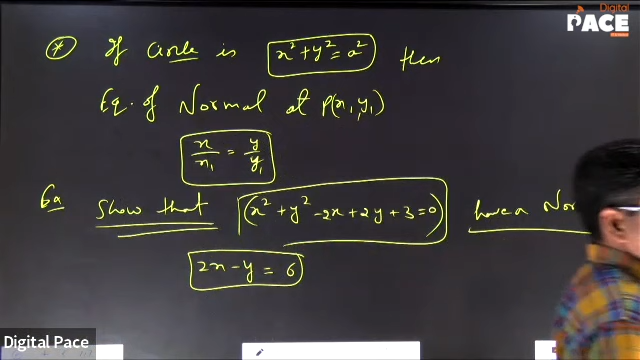 Digital
PACE
* If Circle is x² + y² = a² then
Eq. of Normal at P(x₁, y₁)
x/x₁ = y/y₁
Eg Show that (x² + y² - 2x + 2y + 3 = 0) have a Nor
2x - y = 6
Digital Pace